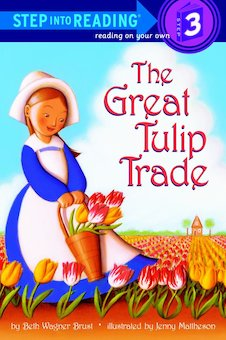 STEP INTO READING®
reading on your own
STEP 3
The
Great
Tulip
Trade
by Beth Wagner Brust illustrated by Jenny Mattheson